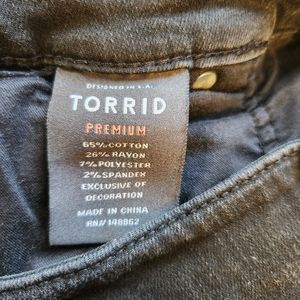 DESIGNED IN L.A.
TORRID
PREMIUM
65% COTTON
26% RAYON
7% POLYESTER
2% SPANDEX
EXCLUSIVE OF
DECORATION
MADE IN CHINA
RN# 148862